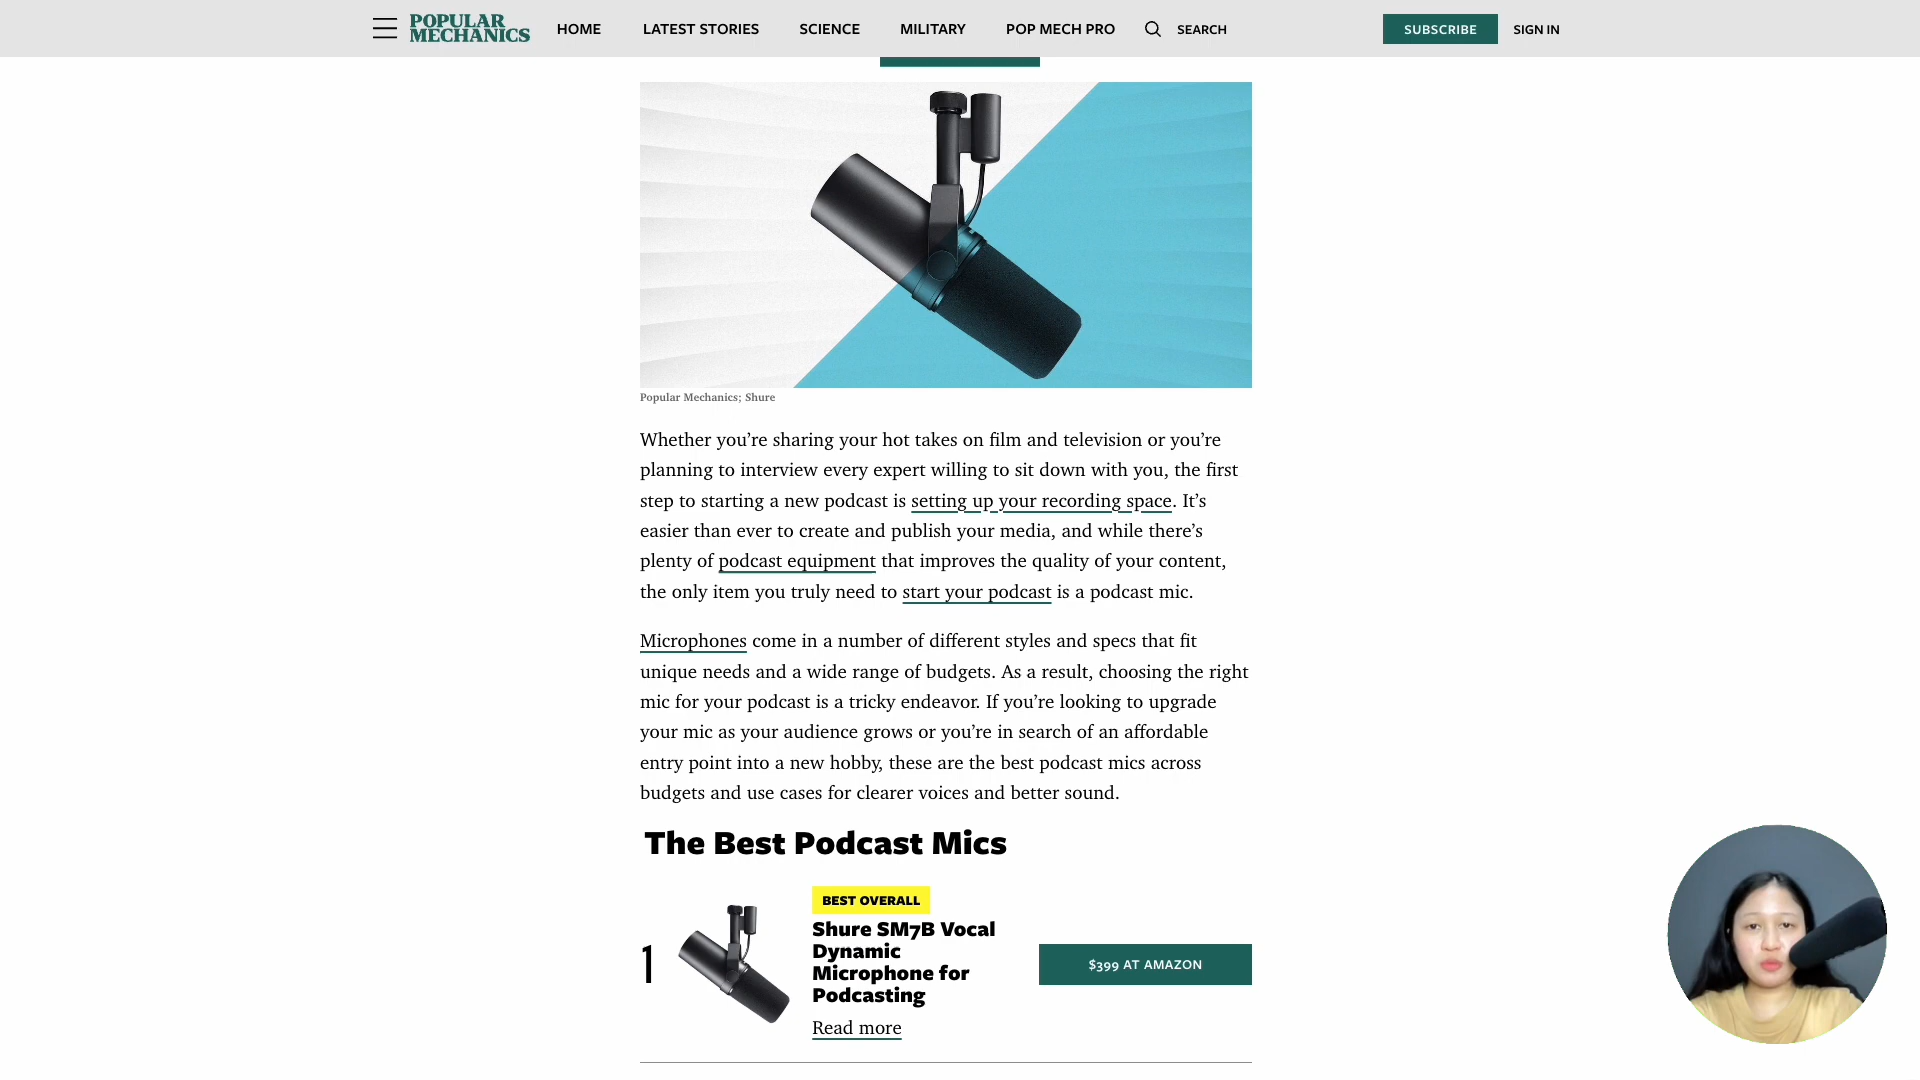 POPULAR
MECHANICS
HOME
LATEST STORIES
SCIENCE
MILITARY
POP MECH PRO
SEARCH
SUBSCRIBE
SIGN IN
Popular Mechanics; Shure
Whether you’re sharing your hot takes on film and television or you’re
planning to interview every expert willing to sit down with you, the first
step to starting a new podcast is setting up your recording space. It’s
easier than ever to create and publish your media, and while there’s
plenty of podcast equipment that improves the quality of your content,
the only item you truly need to start your podcast is a podcast mic.
Microphones come in a number of different styles and specs that fit
unique needs and a wide range of budgets. As a result, choosing the right
mic for your podcast is a tricky endeavor. If you’re looking to upgrade
your mic as your audience grows or you’re in search of an affordable
entry point into a new hobby, these are the best podcast mics across
budgets and use cases for clearer voices and better sound.
The Best Podcast Mics
1
BEST OVERALL
Shure SM7B Vocal
Dynamic
Microphone for
Podcasting
Read more
$399 AT AMAZON